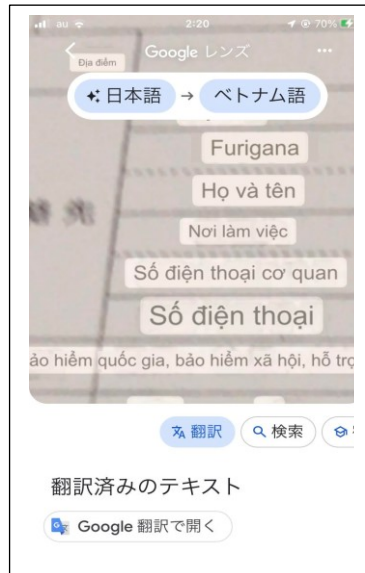 au 2:20 70%
Google レンズ
Địa điểm
日本語 → ベトナム語
Furigana
Họ và tên
Nơi làm việc
Số điện thoại cơ quan
Số điện thoại
ảo hiểm quốc gia, bảo hiểm xã hội, hỗ trợ
翻訳
検索
翻訳済みのテキスト
Google 翻訳で開く